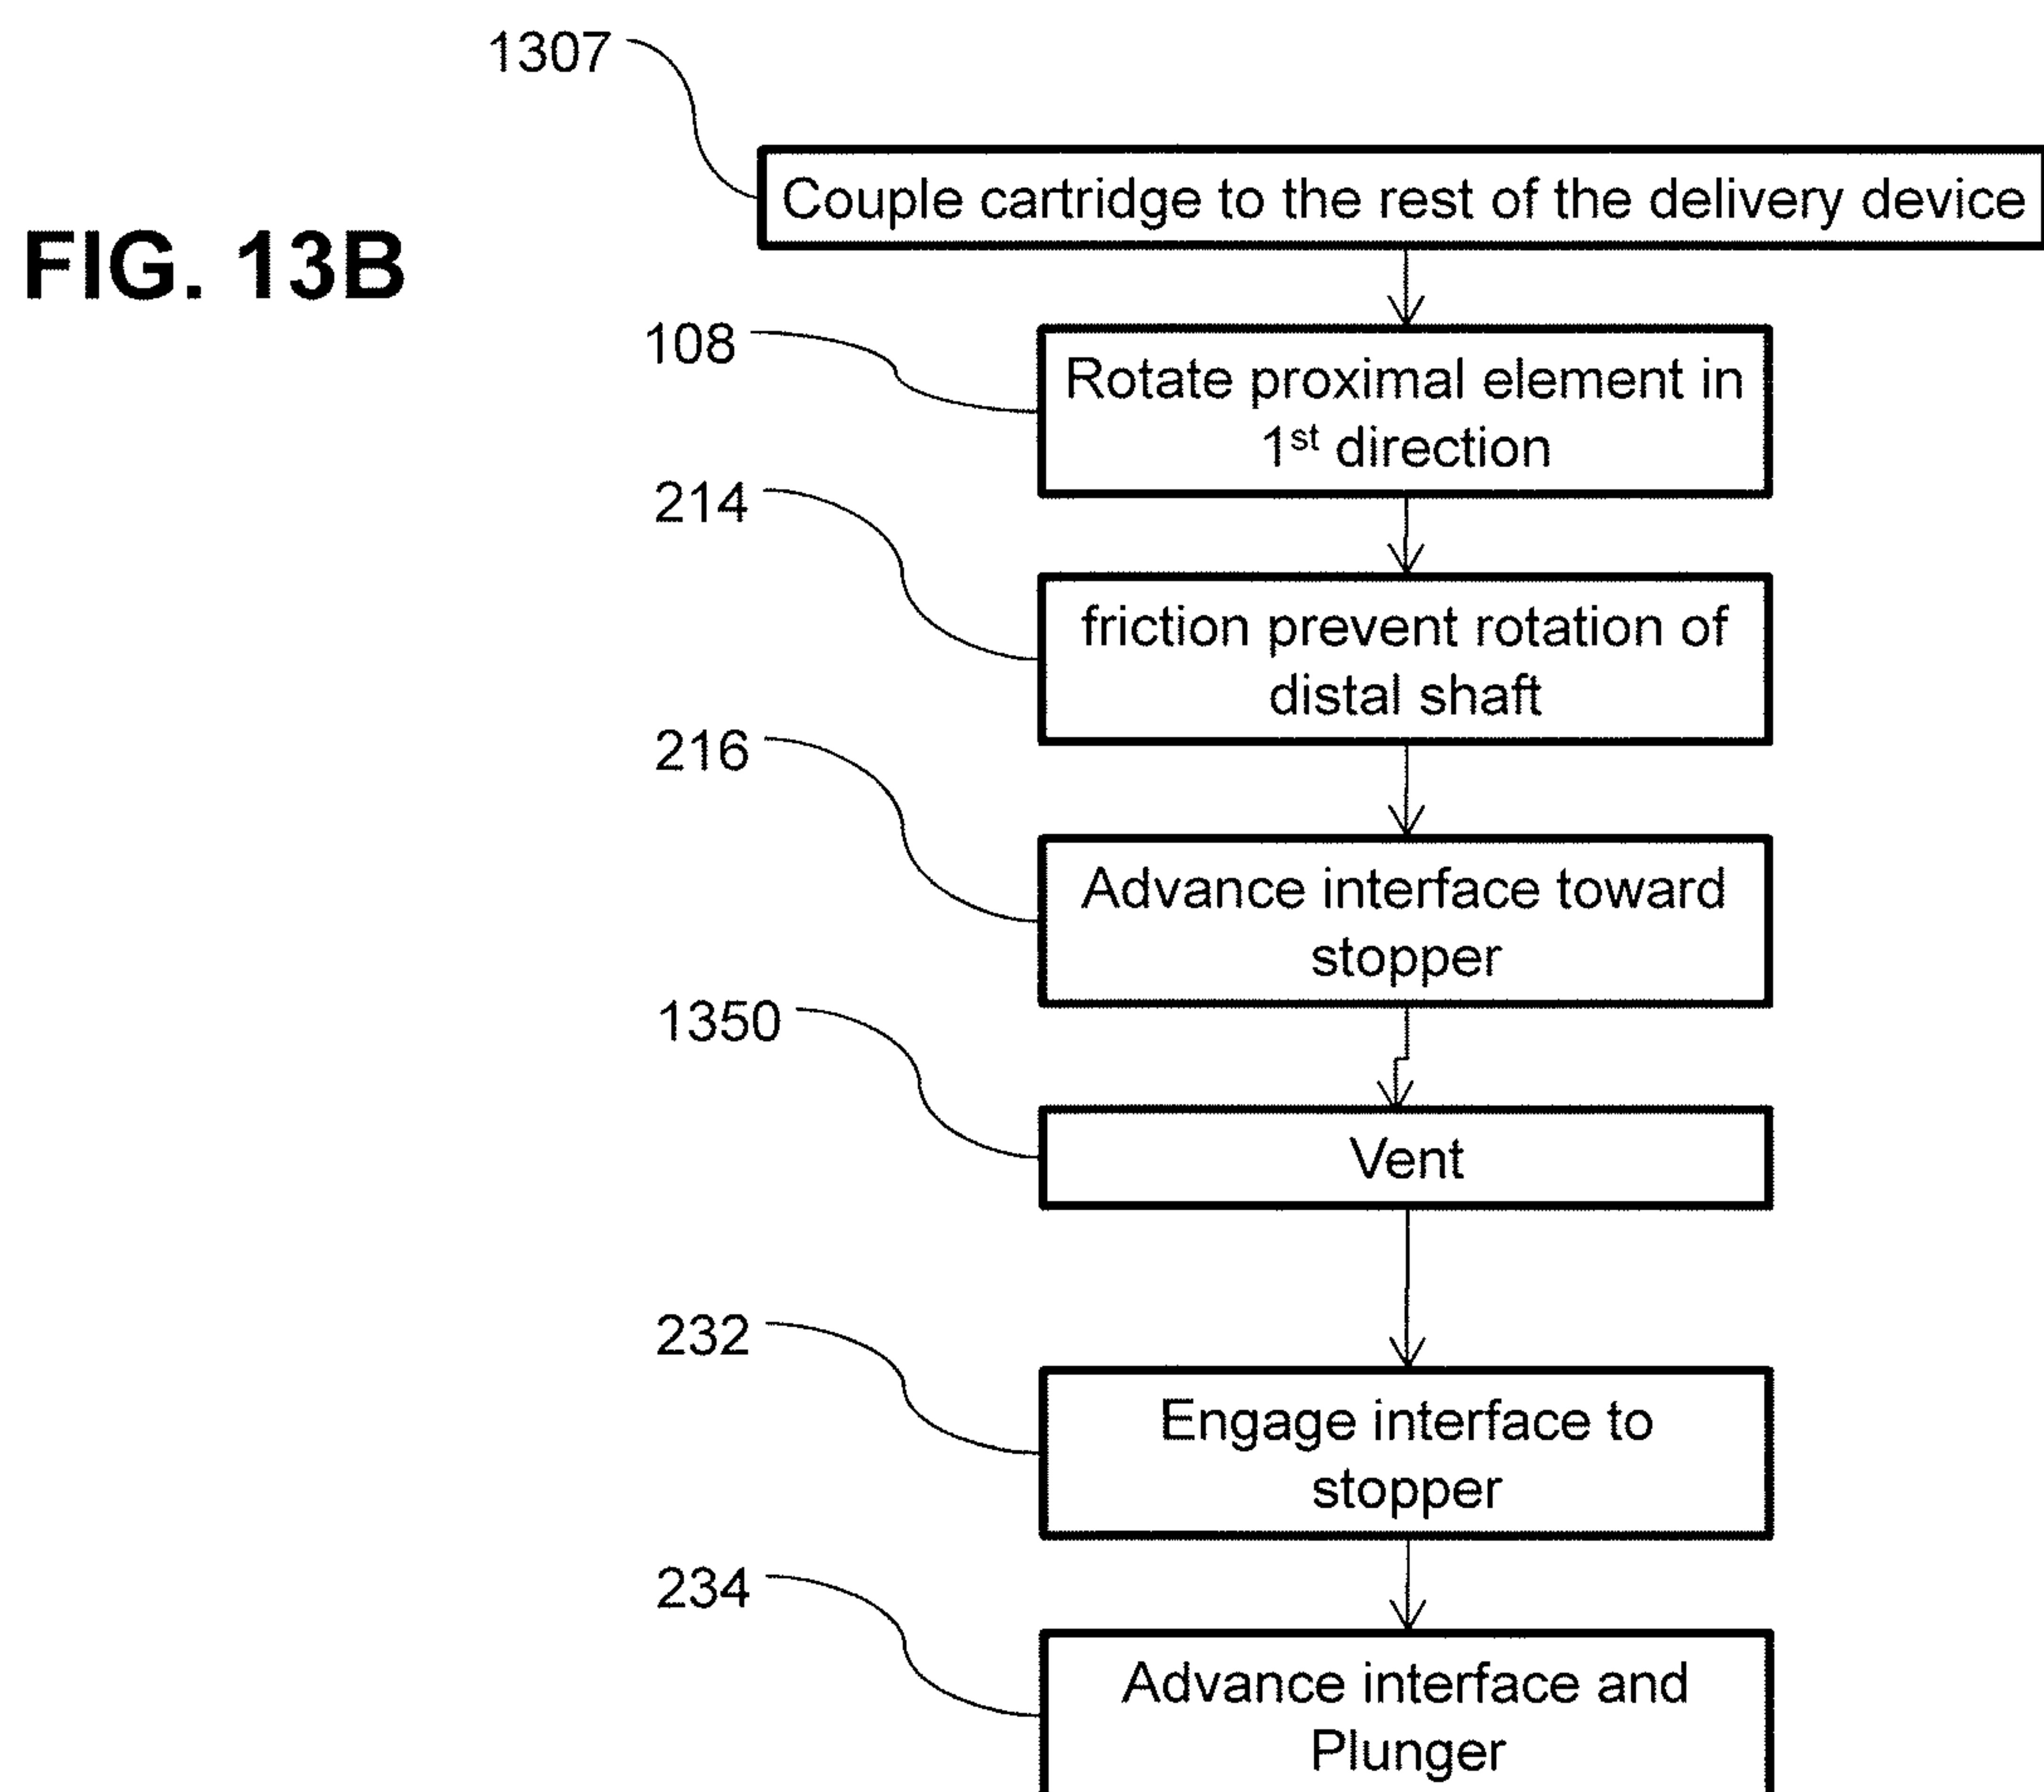 1307
Couple cartridge to the rest of the delivery device
FIG. 13B
108
Rotate proximal element in
1st direction
214
friction prevent rotation of
distal shaft
216
Advance interface toward
stopper
1350
Vent
232
Engage interface to
stopper
234
Advance interface and
Plunger